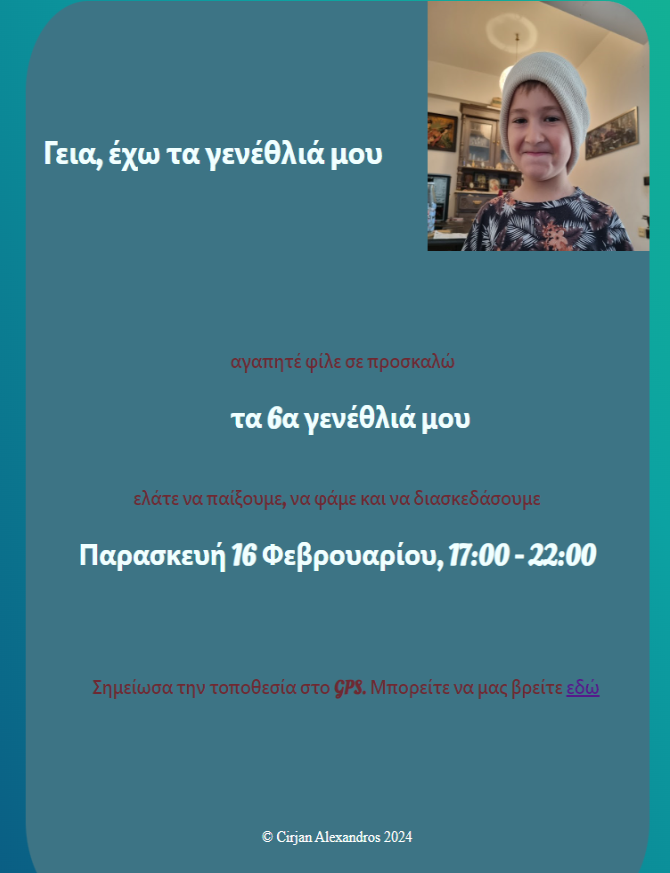 Γεια, έχω τα γενέθλιά μου
αγαπητέ φίλε σε προσκαλώ
τα 6α γενέθλιά μου
ελάτε να παίξουμε, να φάμε και να διασκεδάσουμε
Παρασκευή 16 Φεβρουαρίου, 17:00 - 22:00
Σημείωσα την τοποθεσία στο GPS. Μπορείτε να μας βρείτε εδώ
© Cirjan Alexandros 2024